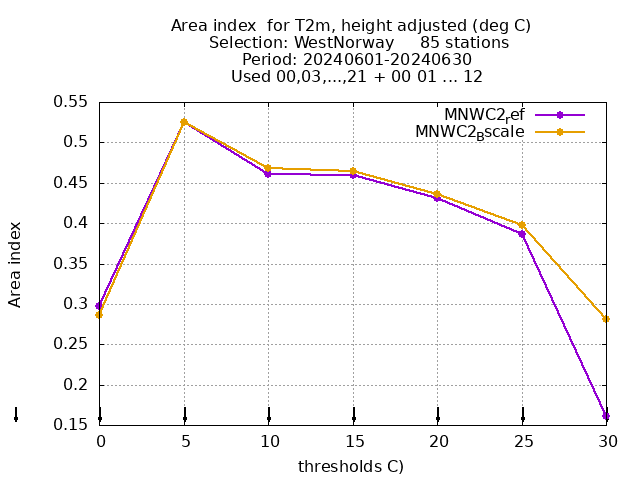 Area index  for T2m, height adjusted (deg C)
Selection: WestNorway     85 stations
Period: 20240601-20240630
Used 00,03,...,21 + 00 01 ... 12
MNWC2ref
MNWC2Bscale
0.55
0.5
0.45
0.4
0.35
0.3
0.25
0.2
0.15
Area index
0 5 10 15 20 25 30
thresholds C)